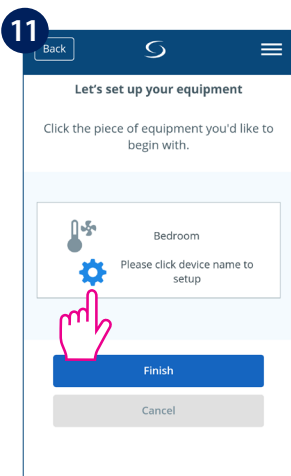 11
Back
Let's set up your equipment
Click the piece of equipment you'd like to
begin with.
Bedroom
Please click device name to
setup
Finish
Cancel